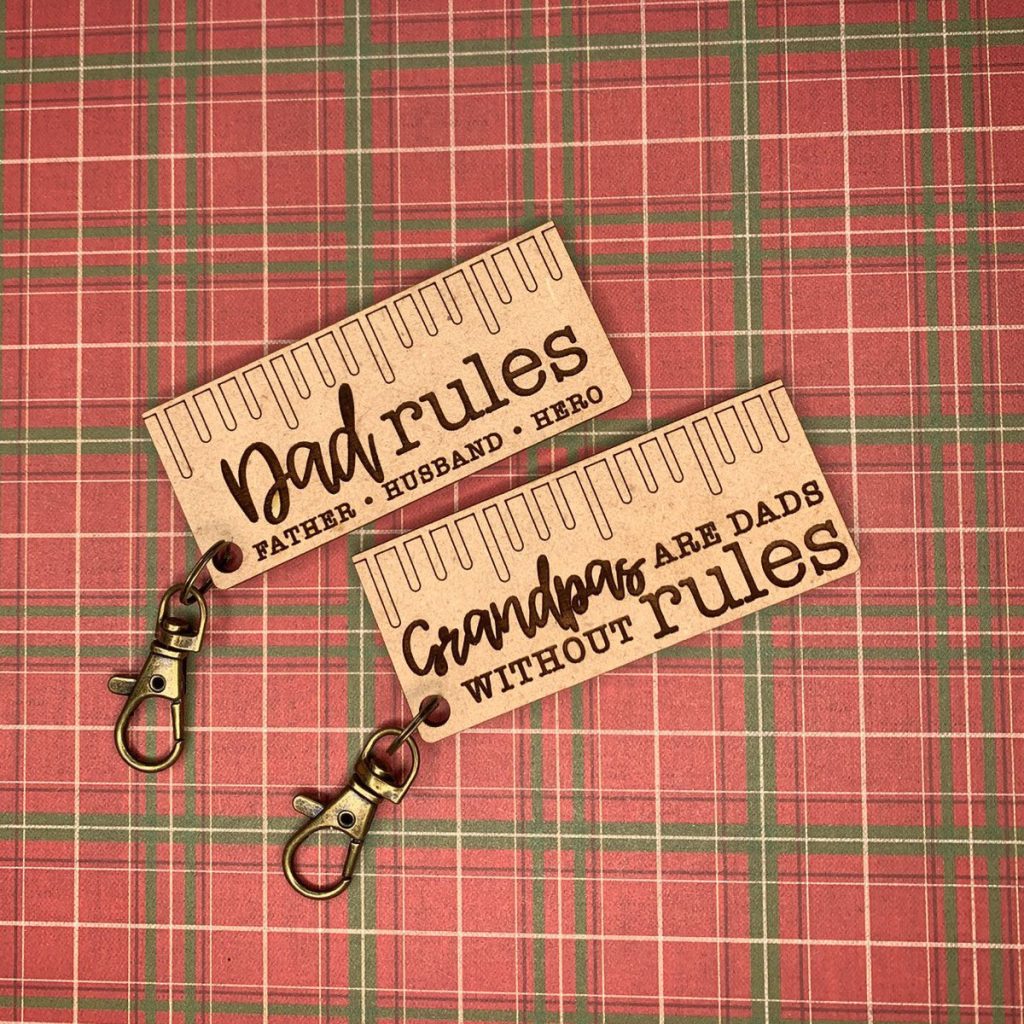 Dad rules
FATHER • HUSBAND • HERO
Grandpas ARE DADS
WITHOUT rules